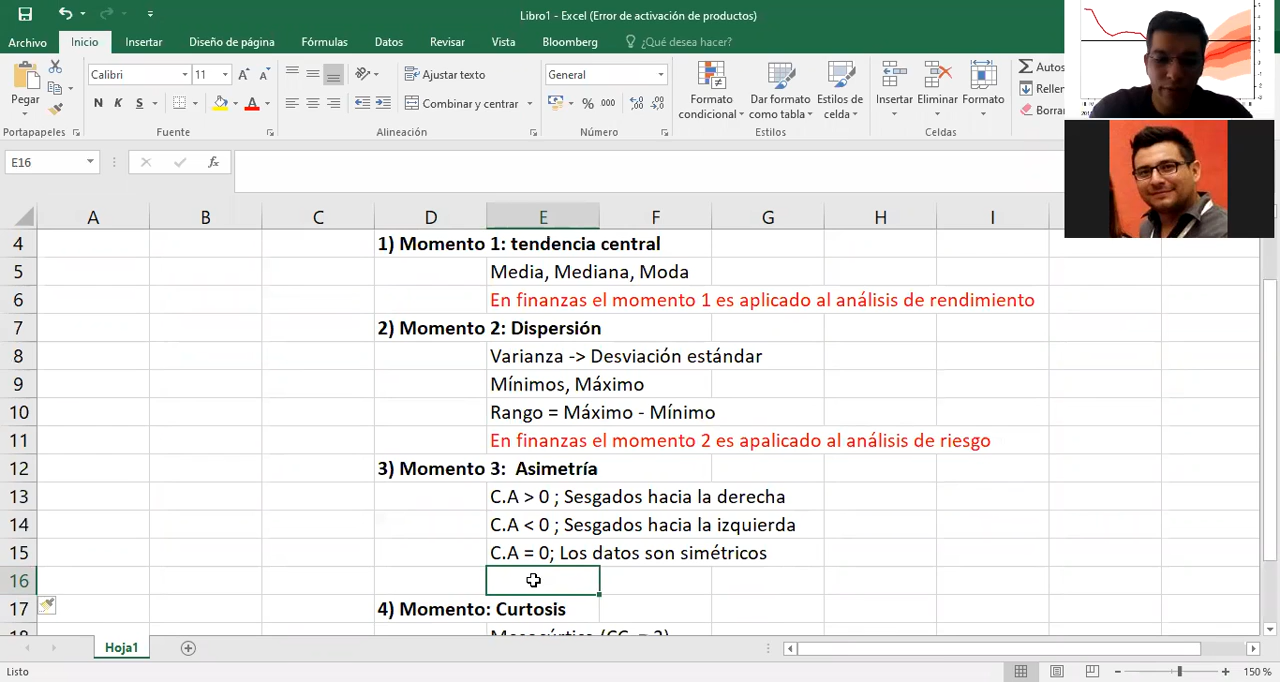 Libro1 - Excel (Error de activación de productos)
Archivo Inicio Insertar Diseño de página Fórmulas Datos Revisar Vista Bloomberg ¿Qué desea hacer?
Pegar
Calibri 11
N K S
Ajustar texto
Combinar y centrar
General
% 000
Formato condicional
Dar formato como tabla
Estilos de celda
Insertar Eliminar Formato
Autos
Rellen
Borra
Portapapeles Fuente Alineación Número Estilos Celdas
E16 fx
A B C D E F G H I
4 1) Momento 1: tendencia central
5 Media, Mediana, Moda
6 En finanzas el momento 1 es aplicado al análisis de rendimiento
7 2) Momento 2: Dispersión
8 Varianza -> Desviación estándar
9 Mínimos, Máximo
10 Rango = Máximo - Mínimo
11 En finanzas el momento 2 es apalicado al análisis de riesgo
12 3) Momento 3:  Asimetría
13 C.A > 0 ; Sesgados hacia la derecha
14 C.A < 0 ; Sesgados hacia la izquierda
15 C.A = 0; Los datos son simétricos
16
17 4) Momento: Curtosis
Hoja1
Listo 150 %